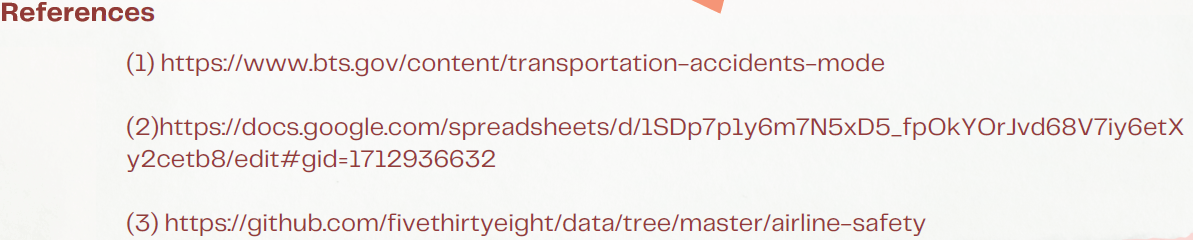 References
(1) https://www.bts.gov/content/transportation-accidents-mode
(2)https://docs.google.com/spreadsheets/d/1SDp7p1y6m7N5xD5_fpOkYOrJvd68V7iy6etX
y2cetb8/edit#gid=1712936632
(3) https://github.com/fivethirtyeight/data/tree/master/airline-safety